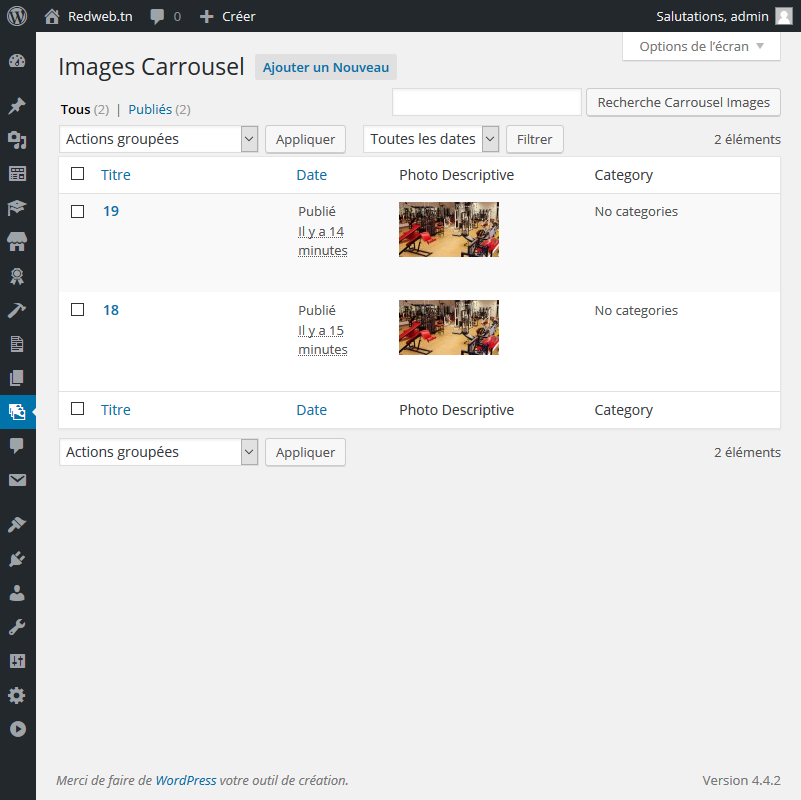 Redweb.tn 0 Créer Salutations, admin
Options de l'écran
Images Carrousel Ajouter un Nouveau
Tous (2) | Publiés (2) Recherche Carrousel Images
Actions groupées Appliquer Toutes les dates Filtrer 2 éléments
Titre Date Photo Descriptive Category
19 Publié No categories
Il y a 14
minutes
18 Publié No categories
Il y a 15
minutes
Titre Date Photo Descriptive Category
Actions groupées Appliquer 2 éléments
Merci de faire de WordPress votre outil de création. Version 4.4.2